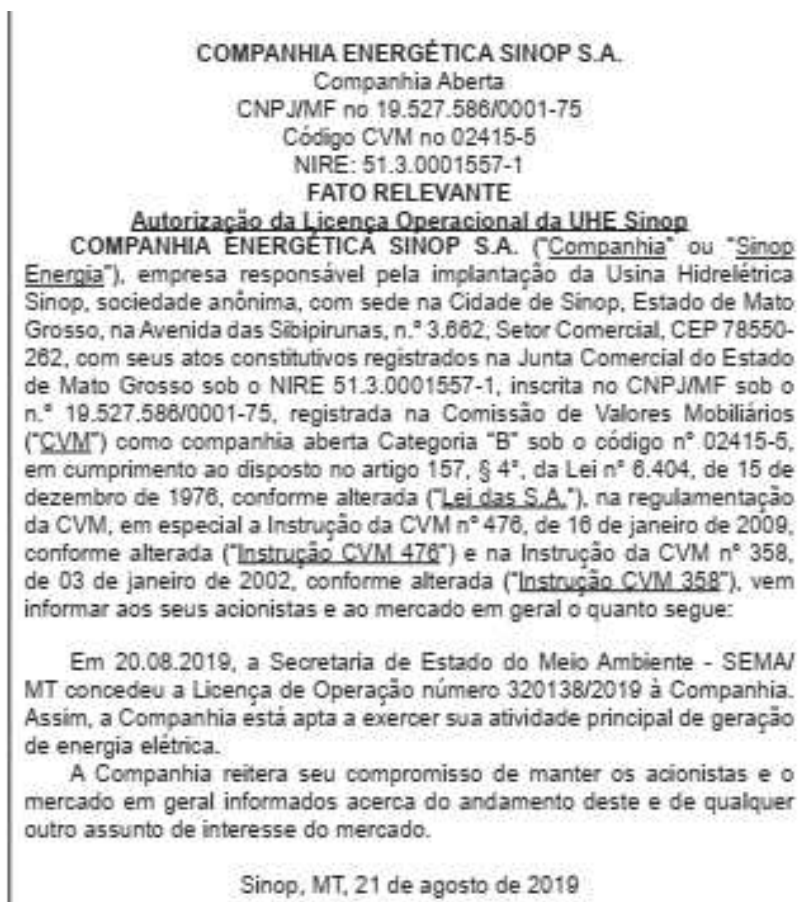 COMPANHIA ENERGÉTICA SINOP S.A.
Companhia Aberta
CNPJ/MF no 19.527.586/0001-75
Código CVM no 02415-5
NIRE: 51.3.0001557-1
FATO RELEVANTE
Autorização da Licença Operacional da UHE Sinop
COMPANHIA ENERGÉTICA SINOP S.A. ("Companhia" ou "Sinop
Energia"), empresa responsável pela implantação da Usina Hidrelétrica
Sinop, sociedade anônima, com sede na Cidade de Sinop, Estado de Mato
Grosso, na Avenida das Sibipirunas, n.º 3.662, Setor Comercial, CEP 78550-
262, com seus atos constitutivos registrados na Junta Comercial do Estado
de Mato Grosso sob o NIRE 51.3.0001557-1, inscrita no CNPJ/MF sob o
n.º 19.527.586/0001-75, registrada na Comissão de Valores Mobiliários
("CVM") como companhia aberta Categoria "B" sob o código nº 02415-5,
em cumprimento ao disposto no artigo 157, § 4º, da Lei nº 6.404, de 15 de
dezembro de 1976, conforme alterada ("Lei das S.A."), na regulamentação
da CVM, em especial a Instrução da CVM nº 476, de 16 de janeiro de 2009,
conforme alterada ("Instrução CVM 476") e na Instrução da CVM nº 358,
de 03 de janeiro de 2002, conforme alterada ("Instrução CVM 358"), vem
informar aos seus acionistas e ao mercado em geral o quanto segue:
Em 20.08.2019, a Secretaria de Estado do Meio Ambiente - SEMA/
MT concedeu a Licença de Operação número 320138/2019 à Companhia.
Assim, a Companhia está apta a exercer sua atividade principal de geração
de energia elétrica.
A Companhia reitera seu compromisso de manter os acionistas e o
mercado em geral informados acerca do andamento deste e de qualquer
outro assunto de interesse do mercado.
Sinop, MT, 21 de agosto de 2019